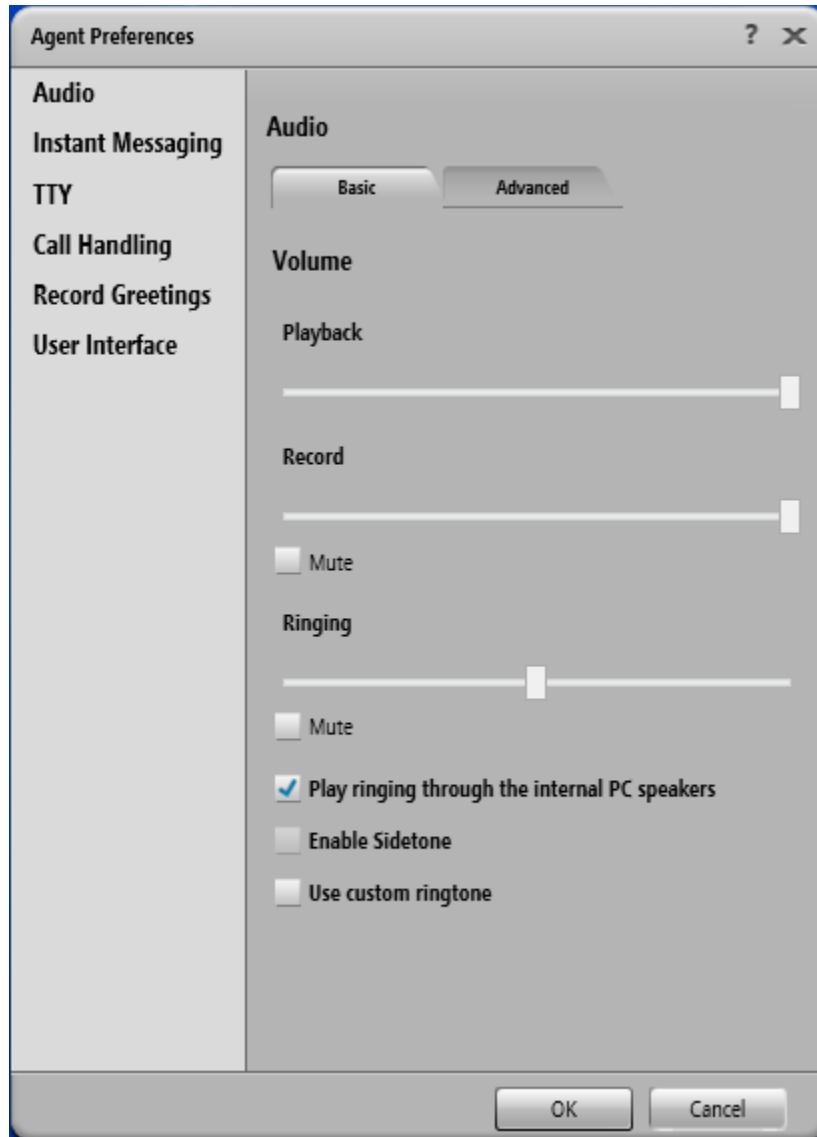 Agent Preferences
?
Audio
Instant Messaging
TTY
Call Handling
Record Greetings
User Interface
Audio
Basic
Advanced
Volume
Playback
Record
Mute
Ringing
Mute
Play ringing through the internal PC speakers
Enable Sidetone
Use custom ringtone
OK
Cancel